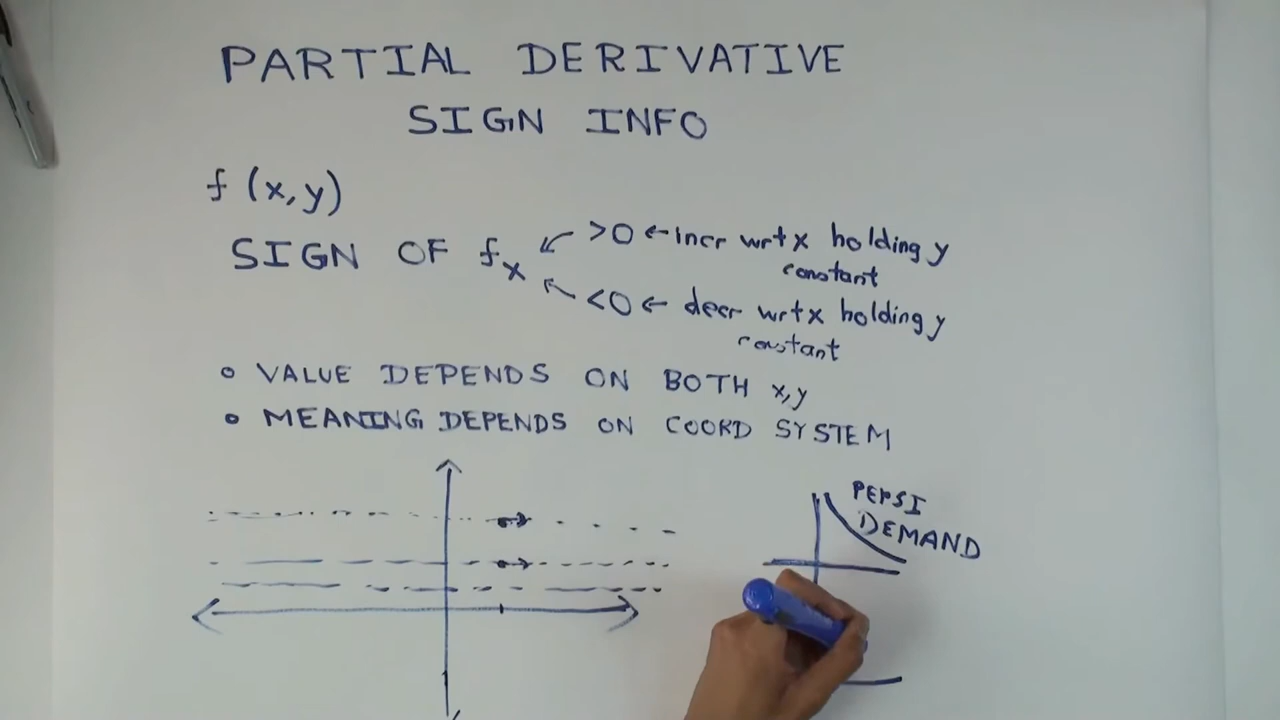 PARTIAL DERIVATIVE
SIGN INFO
f (x,y)
SIGN OF fx
>0 ← incr wrt x holding y
constant
<0 ← decr wrt x holding y
constant
• VALUE DEPENDS ON BOTH x,y
• MEANING DEPENDS ON COORD SYSTEM
PEPSI
DEMAND